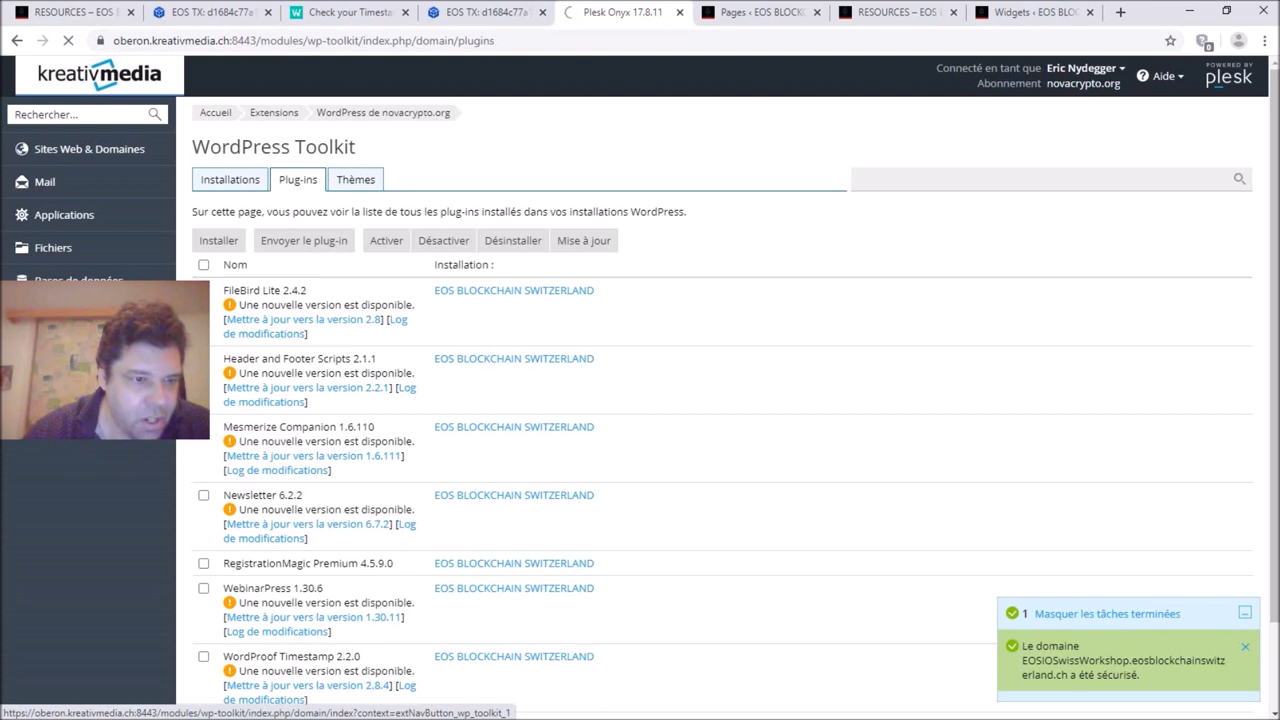 RESOURCES – EOS B
EOS TX: d1684c77a
Check your Timesta
EOS TX: d1684c77a
Plesk Onyx 17.8.11
Pages ‹ EOS BLOCK
RESOURCES – EOS
Widgets ‹ EOS BLOC
oberon.kreativmedia.ch:8443/modules/wp-toolkit/index.php/domain/plugins
kreativmedia
Connecté en tant que Eric Nydegger
Abonnement novacrypto.org
Aide
POWERED BY
plesk
Rechercher...
Accueil
Extensions
WordPress de novacrypto.org
WordPress Toolkit
Sites Web & Domaines
Mail
Applications
Fichiers
Bases de données
Installations
Plug-ins
Thèmes
Sur cette page, vous pouvez voir la liste de tous les plug-ins installés dans vos installations WordPress.
Installer
Envoyer le plug-in
Activer
Désactiver
Désinstaller
Mise à jour
Nom
Installation :
FileBird Lite 2.4.2
EOS BLOCKCHAIN SWITZERLAND
Une nouvelle version est disponible.
[Mettre à jour vers la version 2.8] [Log
de modifications]
Header and Footer Scripts 2.1.1
EOS BLOCKCHAIN SWITZERLAND
Une nouvelle version est disponible.
[Mettre à jour vers la version 2.2.1] [Log
de modifications]
Mesmerize Companion 1.6.110
EOS BLOCKCHAIN SWITZERLAND
Une nouvelle version est disponible.
[Mettre à jour vers la version 1.6.111]
[Log de modifications]
Newsletter 6.2.2
EOS BLOCKCHAIN SWITZERLAND
Une nouvelle version est disponible.
[Mettre à jour vers la version 6.7.2] [Log
de modifications]
RegistrationMagic Premium 4.5.9.0
EOS BLOCKCHAIN SWITZERLAND
WebinarPress 1.30.6
EOS BLOCKCHAIN SWITZERLAND
Une nouvelle version est disponible.
[Mettre à jour vers la version 1.30.11]
[Log de modifications]
WordProof Timestamp 2.2.0
EOS BLOCKCHAIN SWITZERLAND
Une nouvelle version est disponible.
[Mettre à jour vers la version 2.8.4] [Log
de modifications]
1 Masquer les tâches terminées
Le domaine
EOSIOSwissWorkshop.eosblockchainswitz
erland.ch a été sécurisé.
https://oberon.kreativmedia.ch:8443/modules/wp-toolkit/index.php/domain/index?context=extNavButton_wp_toolkit_1